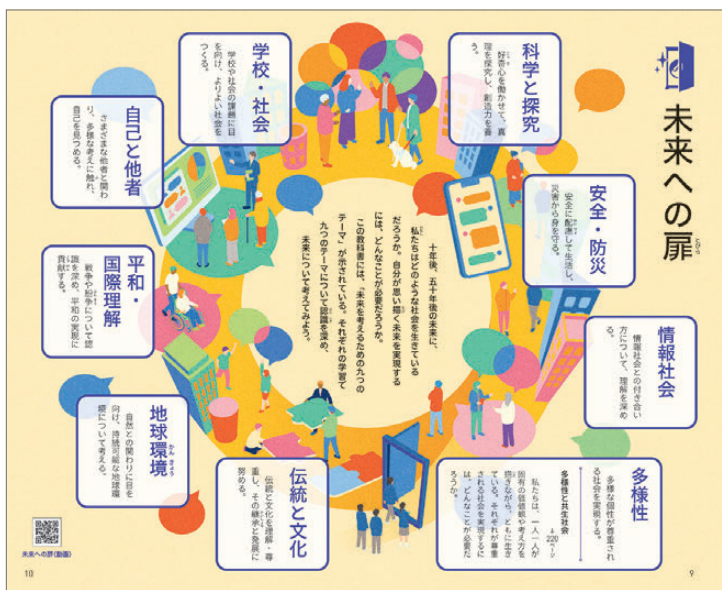 未来への扉
とびら
十年後、五十年後の未来に、
私たちはどのような社会を生きている
だろうか。自分が思い描く未来を実現する
には、どんなことが必要だろうか。
この教科書には、「未来を考えるための九つの
テーマ」が示されている。それぞれの学習で
九つのテーマについて認識を深め、
未来について考えてみよう。
科学と探究
好奇心を働かせて、真
理を探究し、創造力を養
う。
安全・防災
安全に配慮して生活し、
災害から身を守る。
情報社会
情報社会との付き合い
方について、理解を深め
る。
多様性
多様な個性が尊重され
る社会を実現する。
多様性と共生社会
↓220ページ
私たちは、一人一人が
固有の価値観や考え方を
抱きながら、ともに生き
ている。それぞれが尊重
される社会を実現するに
は、どんなことが必要だ
ろうか。
学校・社会
学校や社会の課題に目
を向け、よりよい社会を
つくる。
自己と他者
さまざまな他者と関わ
り、多様な考えに触れ、
自己を見つめる。
平和・
国際理解
戦争や紛争について認
識を深め、平和の実現に
貢献する。
地球環境
かんきょう
自然との関わりに目を
向け、持続可能な地球環
境について考える。
伝統と文化
伝統と文化を理解・尊
重し、その継承と発展に
努める。
未来への扉(動画)
10
9